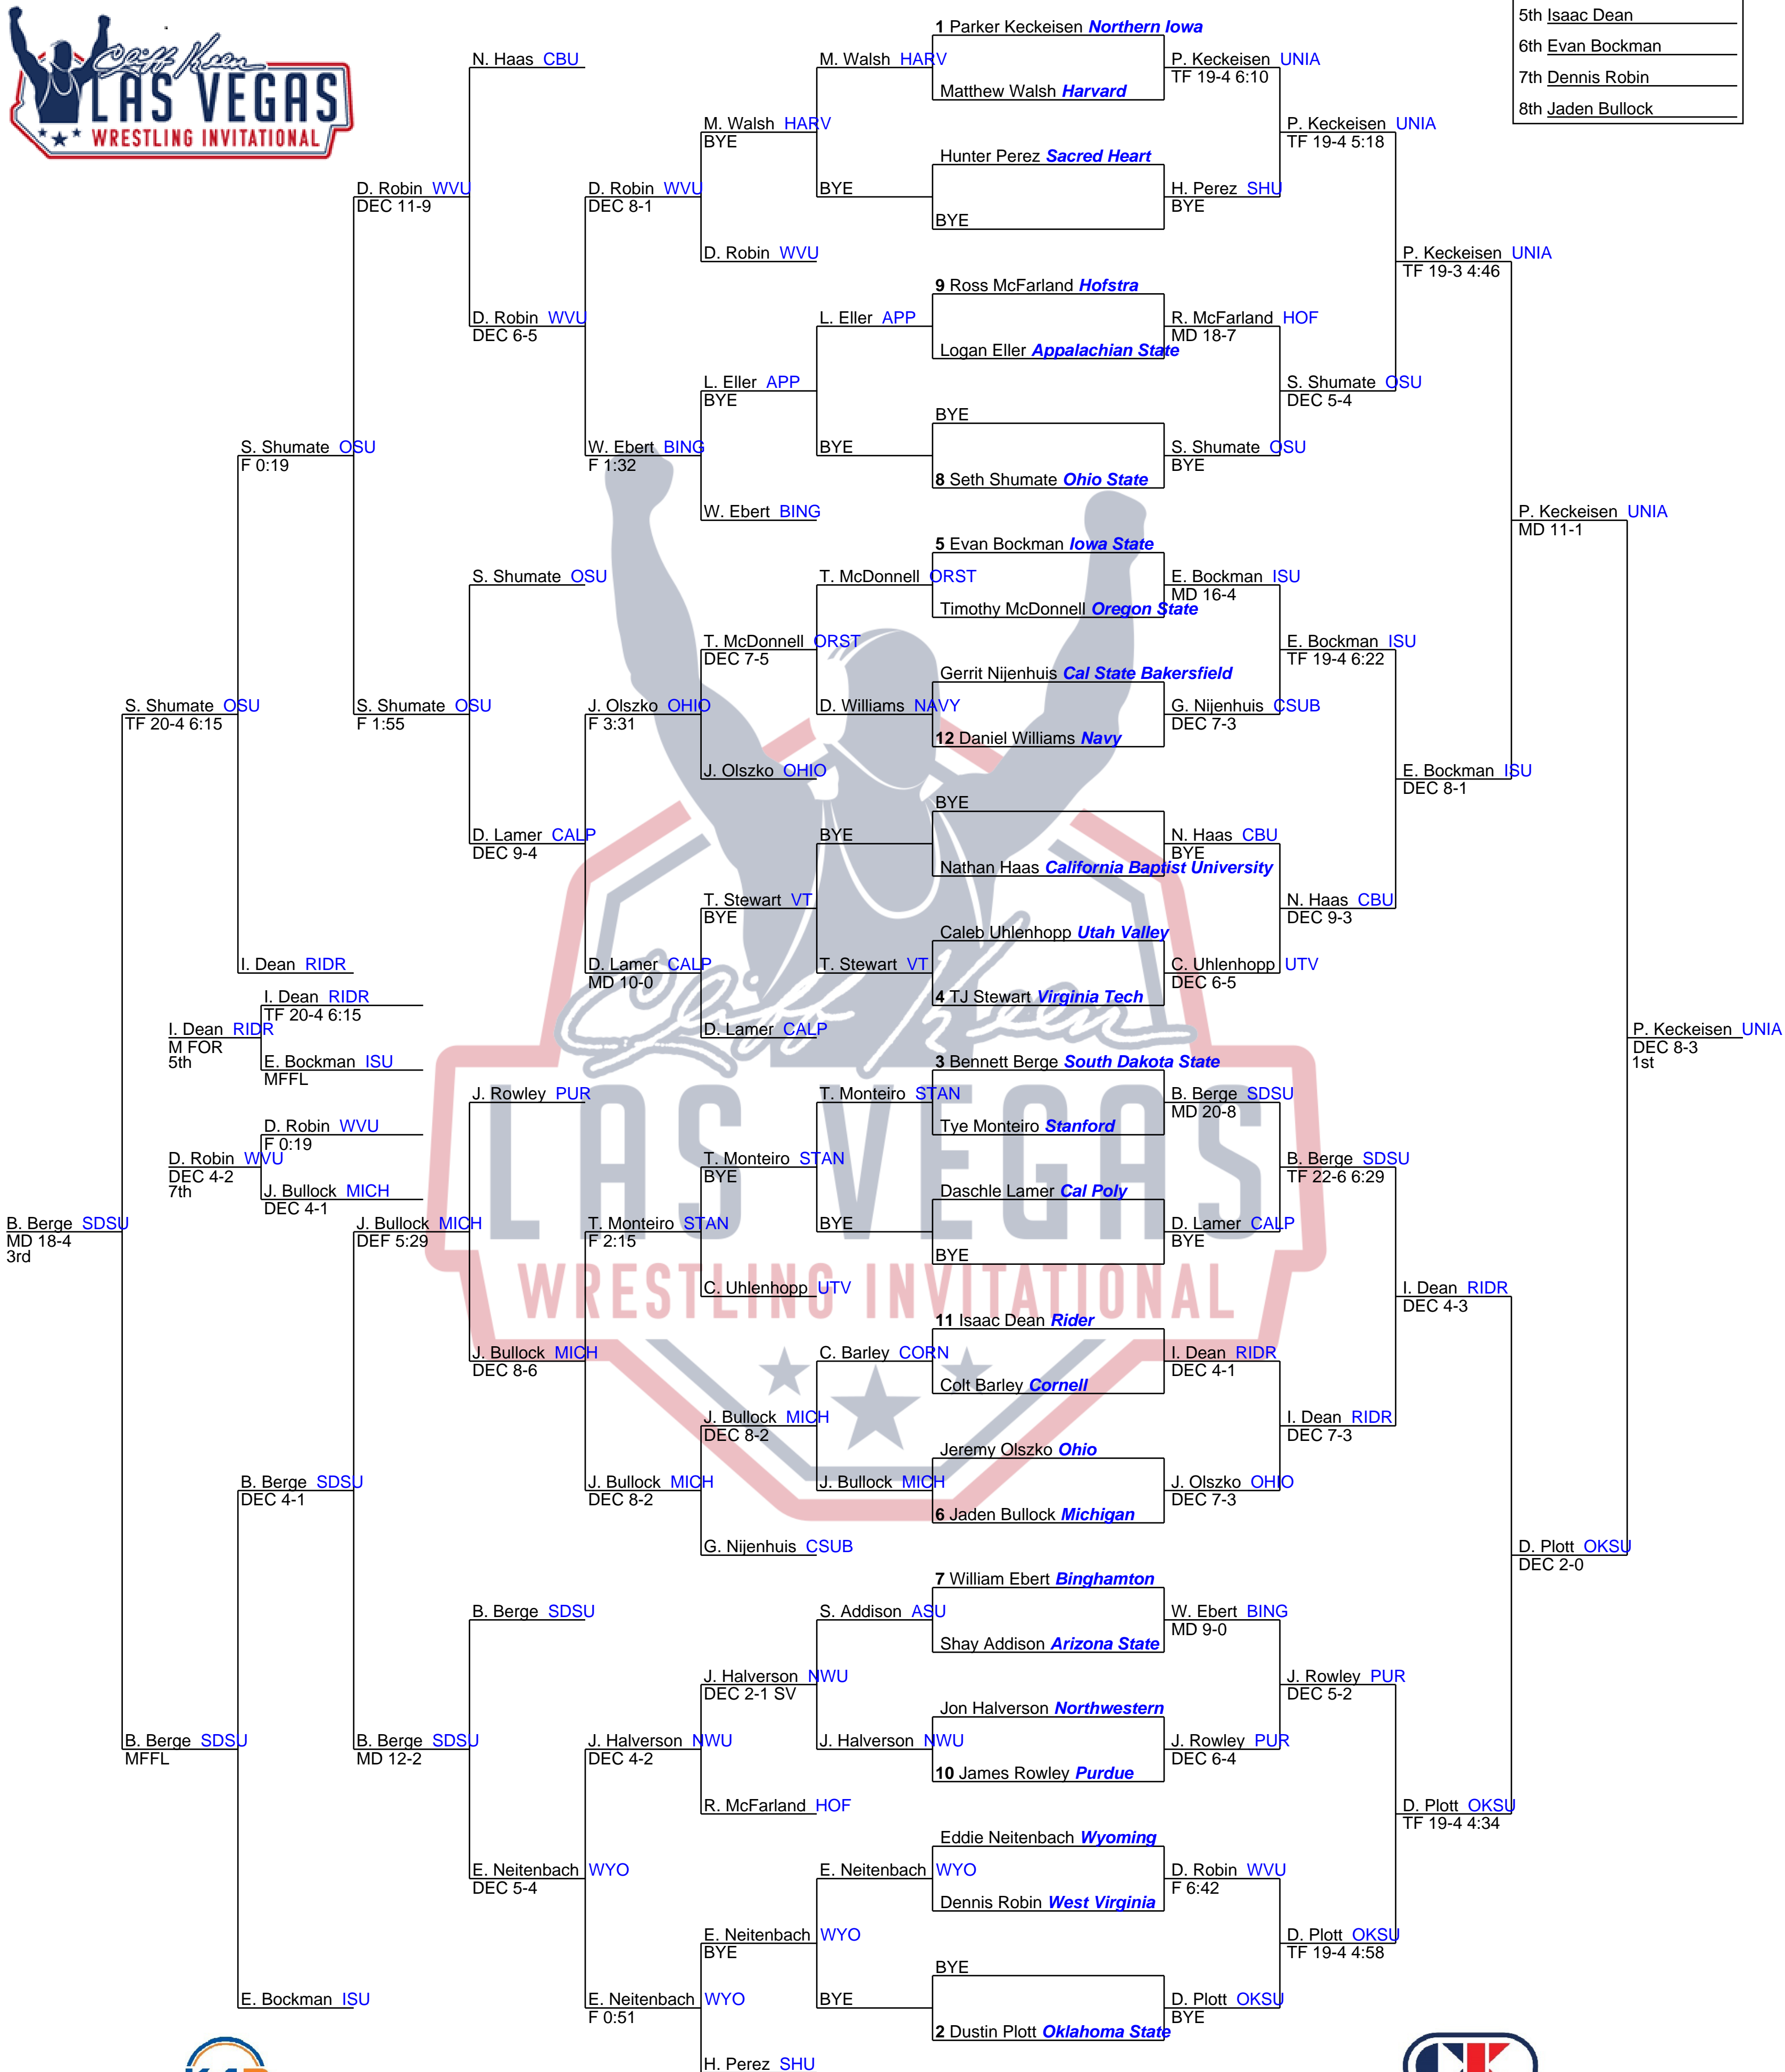 Cliff Keen
LAS VEGAS
WRESTLING INVITATIONAL
5th Isaac Dean
6th Evan Bockman
7th Dennis Robin
8th Jaden Bullock
1 Parker Keckeisen Northern Iowa
Matthew Walsh Harvard
Hunter Perez Sacred Heart
BYE
9 Ross McFarland Hofstra
Logan Eller Appalachian State
BYE
8 Seth Shumate Ohio State
5 Evan Bockman Iowa State
Timothy McDonnell Oregon State
Gerrit Nijenhuis Cal State Bakersfield
12 Daniel Williams Navy
BYE
Nathan Haas California Baptist University
Caleb Uhlenhopp Utah Valley
4 TJ Stewart Virginia Tech
3 Bennett Berge South Dakota State
Tye Monteiro Stanford
Daschle Lamer Cal Poly
BYE
11 Isaac Dean Rider
Colt Barley Cornell
Jeremy Olszko Ohio
6 Jaden Bullock Michigan
7 William Ebert Binghamton
Shay Addison Arizona State
Jon Halverson Northwestern
10 James Rowley Purdue
Eddie Neitenbach Wyoming
Dennis Robin West Virginia
BYE
2 Dustin Plott Oklahoma State
P. Keckeisen UNIA
TF 19-4 6:10
H. Perez SHU
BYE
R. McFarland HOF
MD 18-7
S. Shumate OSU
BYE
E. Bockman ISU
MD 16-4
G. Nijenhuis CSUB
DEC 7-3
N. Haas CBU
BYE
C. Uhlenhopp UTV
DEC 6-5
B. Berge SDSU
MD 20-8
D. Lamer CALP
BYE
I. Dean RIDR
DEC 4-1
J. Olszko OHIO
DEC 7-3
W. Ebert BING
MD 9-0
J. Rowley PUR
DEC 6-4
D. Robin WVU
F 6:42
D. Plott OKSU
BYE
P. Keckeisen UNIA
TF 19-4 5:18
S. Shumate OSU
DEC 5-4
E. Bockman ISU
TF 19-4 6:22
N. Haas CBU
DEC 9-3
B. Berge SDSU
TF 22-6 6:29
I. Dean RIDR
DEC 7-3
J. Rowley PUR
DEC 5-2
D. Plott OKSU
TF 19-4 4:58
P. Keckeisen UNIA
TF 19-3 4:46
E. Bockman ISU
DEC 8-1
I. Dean RIDR
DEC 4-3
D. Plott OKSU
TF 19-4 4:34
P. Keckeisen UNIA
MD 11-1
D. Plott OKSU
DEC 2-0
P. Keckeisen UNIA
DEC 8-3
1st
M. Walsh HARV
BYE
L. Eller APP
BYE
T. McDonnell ORST
D. Williams NAVY
BYE
T. Stewart VT
T. Monteiro STAN
BYE
C. Barley CORN
J. Bullock MICH
S. Addison ASU
J. Halverson NWU
E. Neitenbach WYO
BYE
M. Walsh HARV
BYE
D. Robin WVU
L. Eller APP
BYE
W. Ebert BING
T. McDonnell ORST
DEC 7-5
J. Olszko OHIO
T. Stewart VT
BYE
D. Lamer CALP
T. Monteiro STAN
BYE
C. Uhlenhopp UTV
J. Bullock MICH
DEC 8-2
G. Nijenhuis CSUB
J. Halverson NWU
DEC 2-1 SV
R. McFarland HOF
E. Neitenbach WYO
BYE
H. Perez SHU
D. Robin WVU
DEC 8-1
W. Ebert BING
F 1:32
J. Olszko OHIO
F 3:31
D. Lamer CALP
MD 10-0
T. Monteiro STAN
F 2:15
J. Bullock MICH
DEC 8-2
J. Halverson NWU
DEC 4-2
E. Neitenbach WYO
F 0:51
N. Haas CBU
D. Robin WVU
DEC 6-5
S. Shumate OSU
D. Lamer CALP
DEC 9-4
J. Rowley PUR
J. Bullock MICH
DEC 8-6
B. Berge SDSU
E. Neitenbach WYO
DEC 5-4
D. Robin WVU
DEC 11-9
S. Shumate OSU
F 1:55
J. Bullock MICH
DEF 5:29
B. Berge SDSU
MD 12-2
S. Shumate OSU
F 0:19
I. Dean RIDR
B. Berge SDSU
DEC 4-1
E. Bockman ISU
S. Shumate OSU
TF 20-4 6:15
B. Berge SDSU
MFFL
B. Berge SDSU
MD 18-4
3rd
I. Dean RIDR
TF 20-4 6:15
E. Bockman ISU
MFFL
I. Dean RIDR
M FOR
5th
D. Robin WVU
F 0:19
J. Bullock MICH
DEC 4-1
D. Robin WVU
DEC 4-2
7th
Cliff Keen
LAS VEGAS
WRESTLING INVITATIONAL